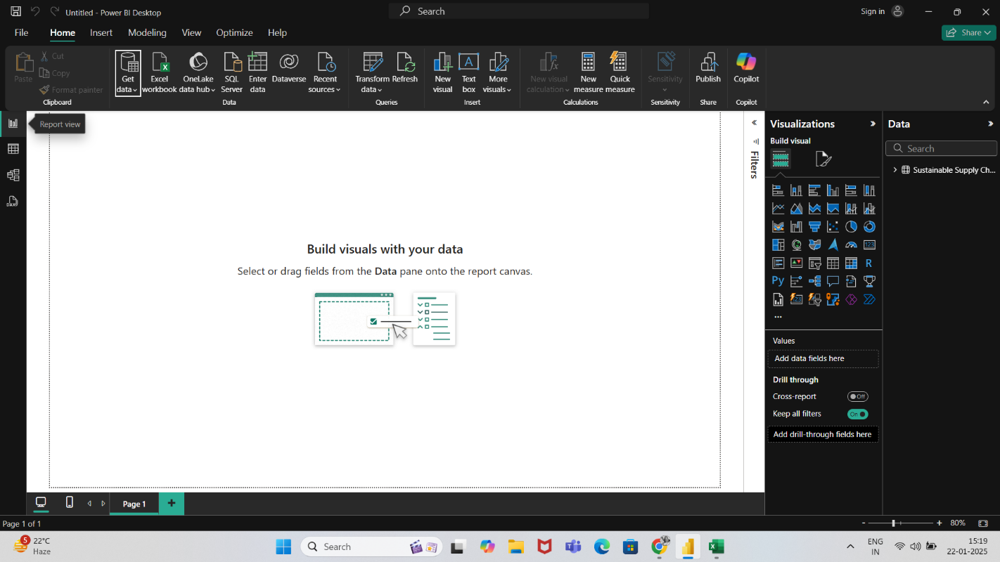 Untitled - Power BI Desktop
Search
Sign in
File Home Insert Modeling View Optimize Help
Share
Paste
Cut
Copy
Format painter
Clipboard
Get data
Excel workbook
OneLake data hub
SQL Server
Enter data
Dataverse
Recent sources
Data
Transform data
Refresh
Queries
New visual
Text box
More visuals
Insert
New visual calculation
New measure
Quick measure
Calculations
Sensitivity
Sensitivity
Publish
Share
Copilot
Copilot
Report view
DAX
Build visuals with your data
Select or drag fields from the Data pane onto the report canvas.
Filters
Visualizations
Build visual
123
R
Py
123
Values
Add data fields here
Drill through
Cross-report
Off
Keep all filters
On
Add drill-through fields here
Data
Search
Sustainable Supply Ch...
Page 1
+
Page 1 of 1
- + 80%
5
22°C
Haze
Search
ENG
IN
15:19
22-01-2025